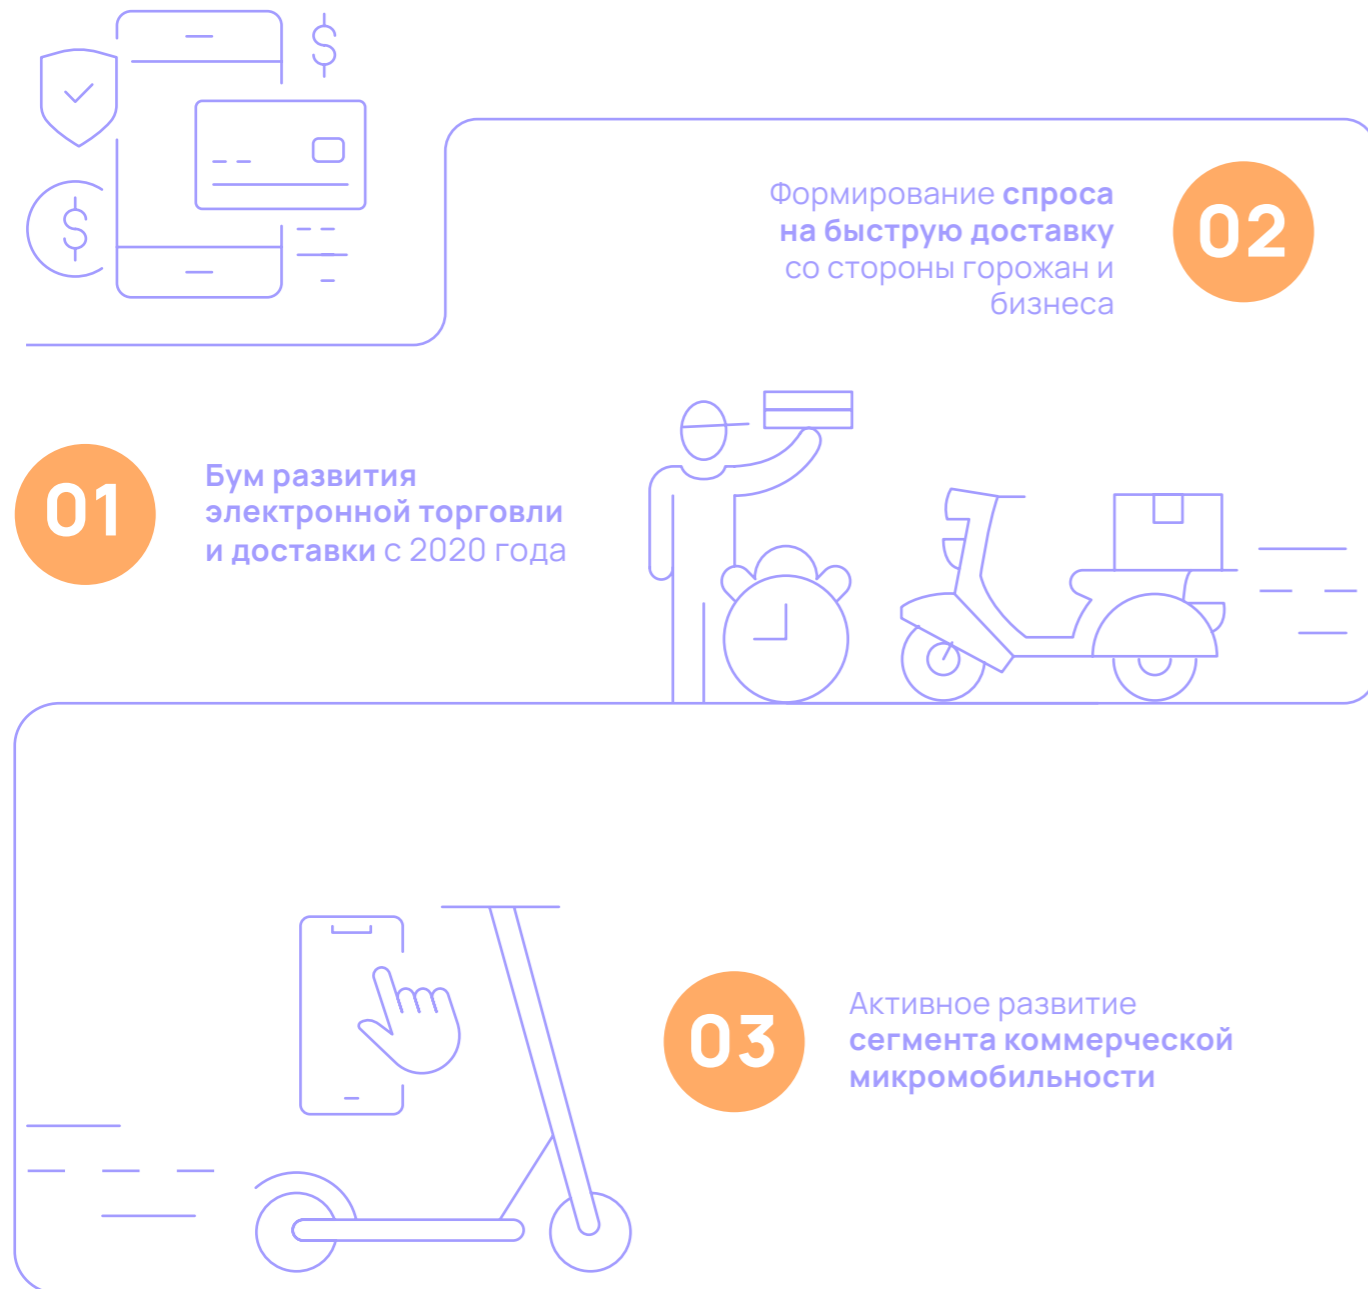 01
Бум развития
электронной торговли
и доставки с 2020 года
02
Формирование спроса
на быструю доставку
со стороны горожан и
бизнеса
03
Активное развитие
сегмента коммерческой
микромобильности